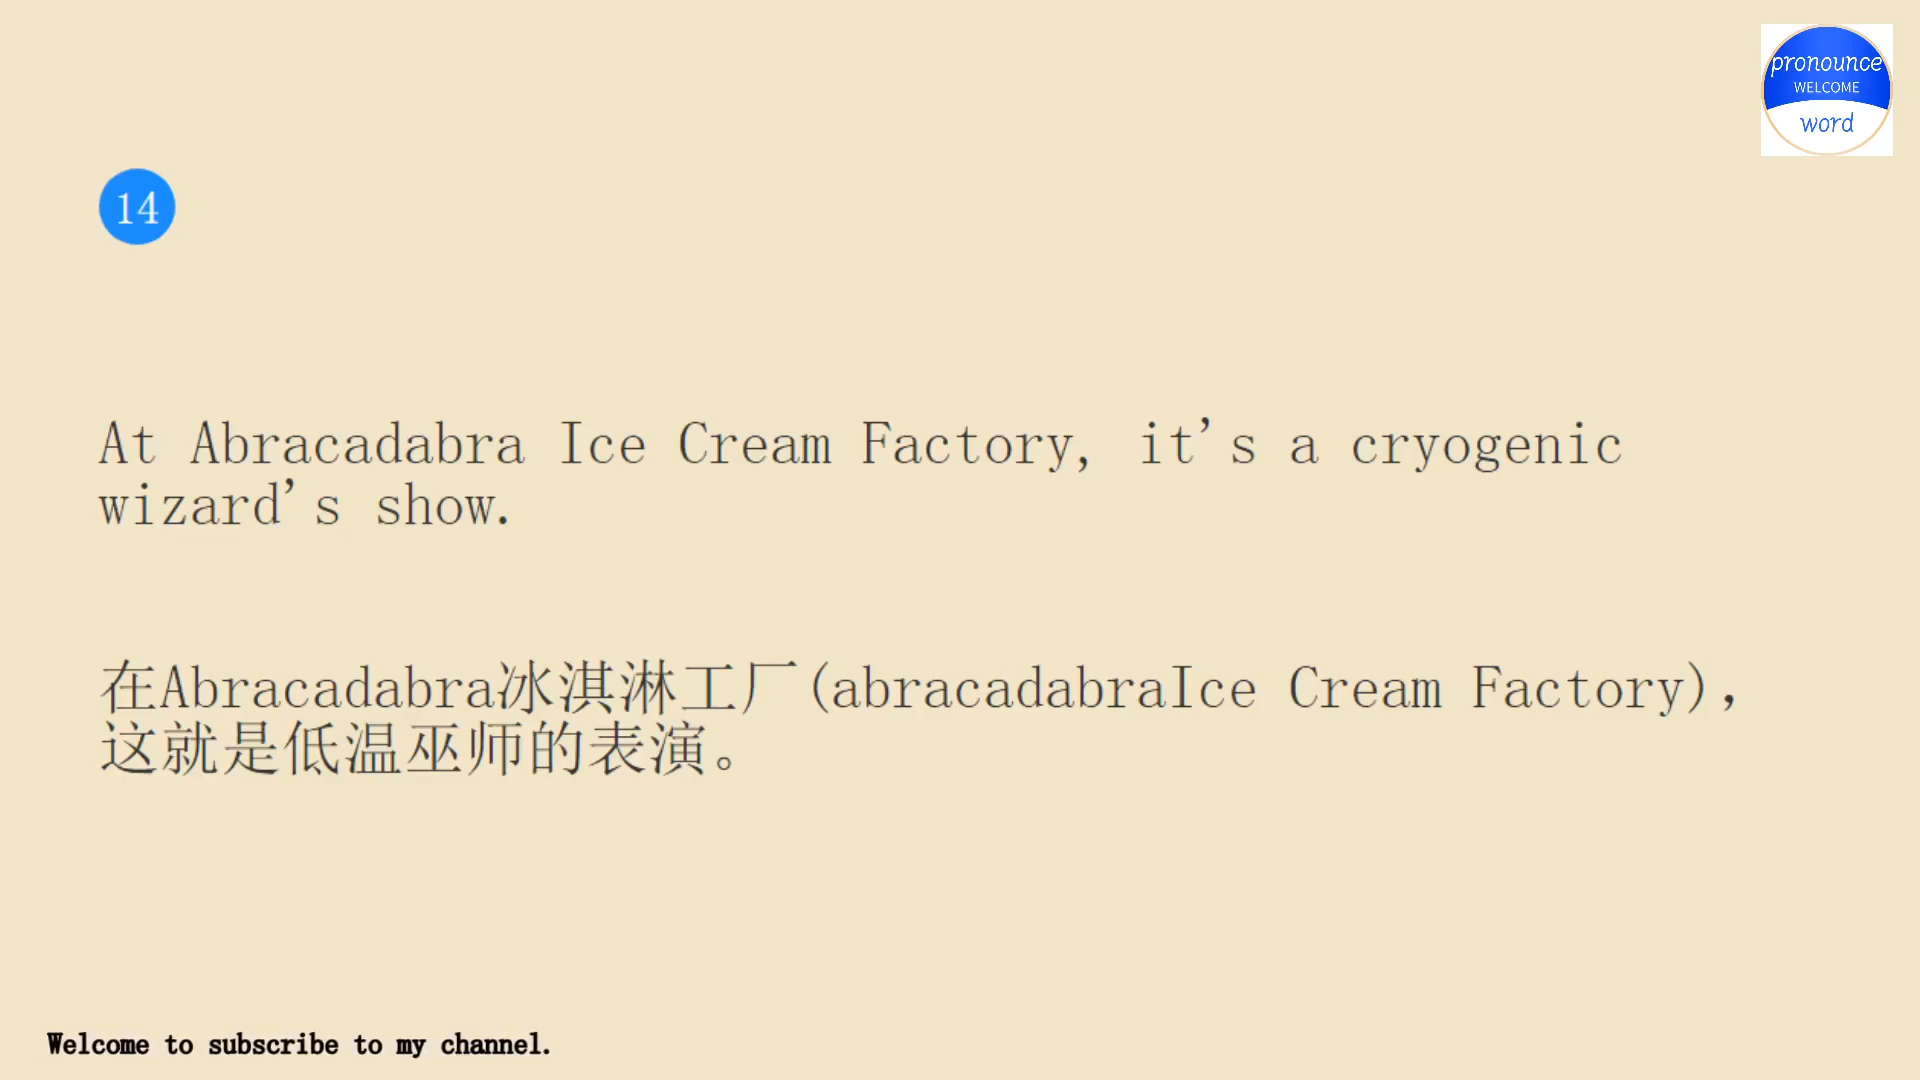 pronounce
WELCOME
word
14
At Abracadabra Ice Cream Factory, it's a cryogenic
wizard's show.
在Abracadabra冰淇淋工厂(abracadabraIce Cream Factory),
这就是低温巫师的表演。
Welcome to subscribe to my channel.